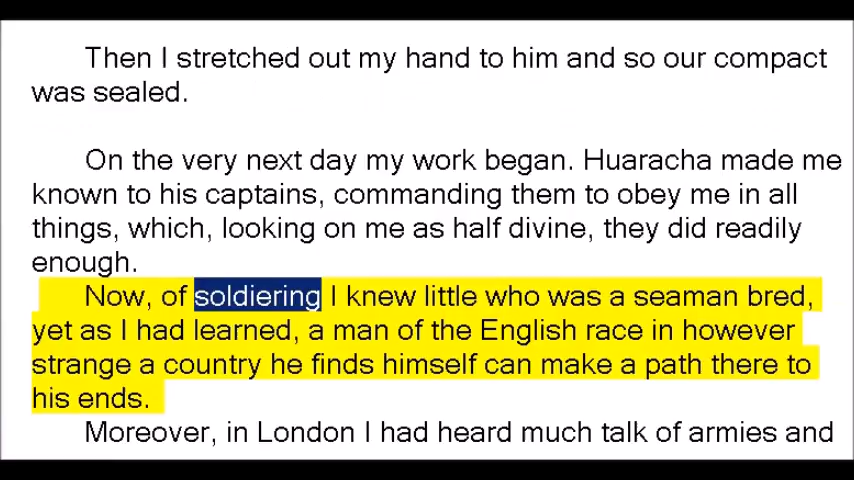 Then I stretched out my hand to him and so our compact
was sealed.
On the very next day my work began. Huaracha made me
known to his captains, commanding them to obey me in all
things, which, looking on me as half divine, they did readily
enough.
Now, of soldiering I knew little who was a seaman bred,
yet as I had learned, a man of the English race in however
strange a country he finds himself can make a path there to
his ends.
Moreover, in London I had heard much talk of armies and